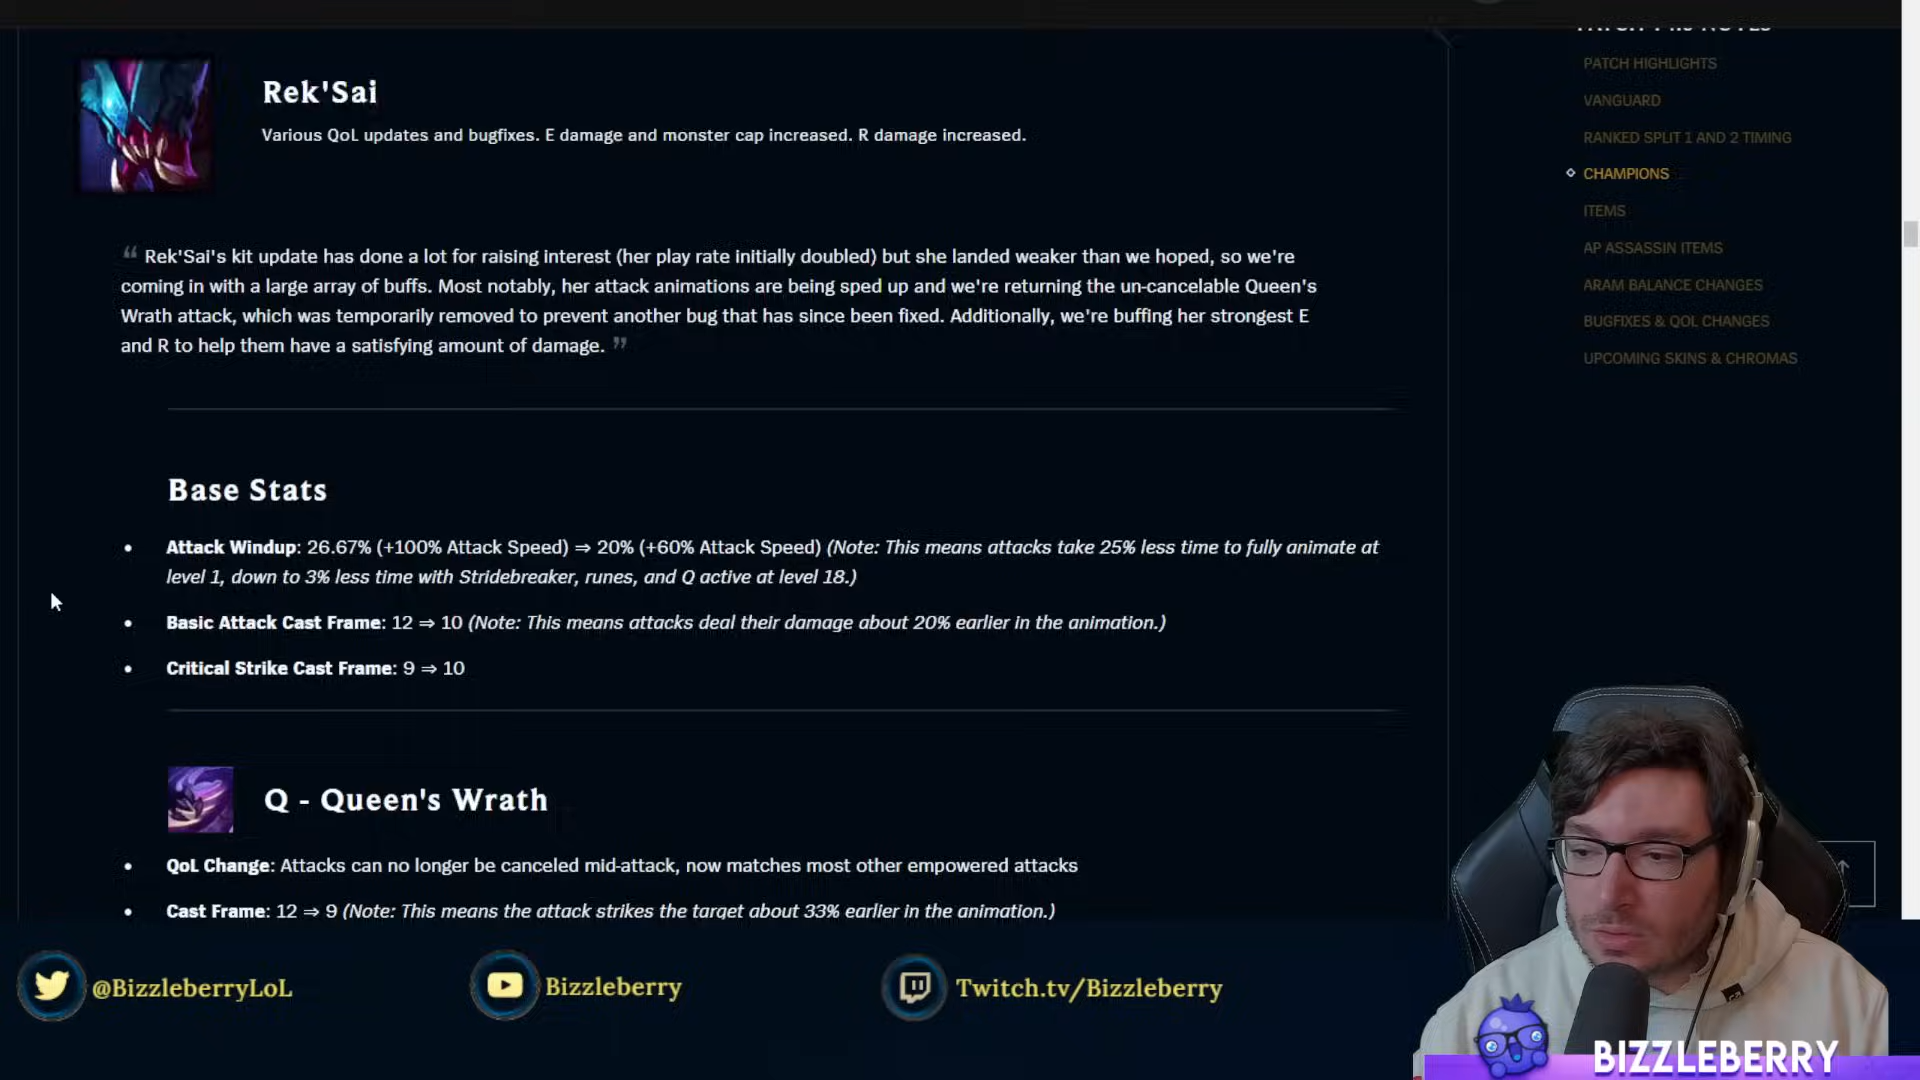 Rek'Sai
Various QoL updates and bugfixes. E damage and monster cap increased. R damage increased.
“ Rek'Sai's kit update has done a lot for raising interest (her play rate initially doubled) but she landed weaker than we hoped, so we're
coming in with a large array of buffs. Most notably, her attack animations are being sped up and we're returning the un-cancelable Queen's
Wrath attack, which was temporarily removed to prevent another bug that has since been fixed. Additionally, we're buffing her strongest E
and R to help them have a satisfying amount of damage. ”
Base Stats
• Attack Windup: 26.67% (+100% Attack Speed) ⇒ 20% (+60% Attack Speed) (Note: This means attacks take 25% less time to fully animate at
level 1, down to 3% less time with Stridebreaker, runes, and Q active at level 18.)
• Basic Attack Cast Frame: 12 ⇒ 10 (Note: This means attacks deal their damage about 20% earlier in the animation.)
• Critical Strike Cast Frame: 9 ⇒ 10
Q - Queen's Wrath
• QoL Change: Attacks can no longer be canceled mid-attack, now matches most other empowered attacks
• Cast Frame: 12 ⇒ 9 (Note: This means the attack strikes the target about 33% earlier in the animation.)
PATCH HIGHLIGHTS
VANGUARD
RANKED SPLIT 1 AND 2 TIMING
CHAMPIONS
ITEMS
AP ASSASSIN ITEMS
ARAM BALANCE CHANGES
BUGFIXES & QOL CHANGES
UPCOMING SKINS & CHROMAS
@BizzleberryLoL
Bizzleberry
Twitch.tv/Bizzleberry
BIZZLEBERRY